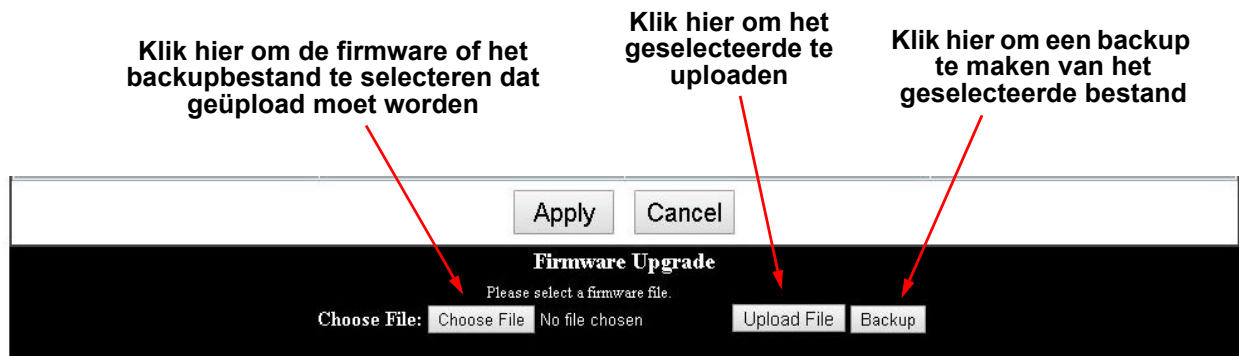 Klik hier om de firmware of het
backupbestand te selecteren dat
geüpload moet worden
Klik hier om het
geselecteerde te
uploaden
Klik hier om een backup
te maken van het
geselecteerde bestand
Apply
Cancel
Firmware Upgrade
Please select a firmware file.
Choose File: Choose File No file chosen
Upload File
Backup